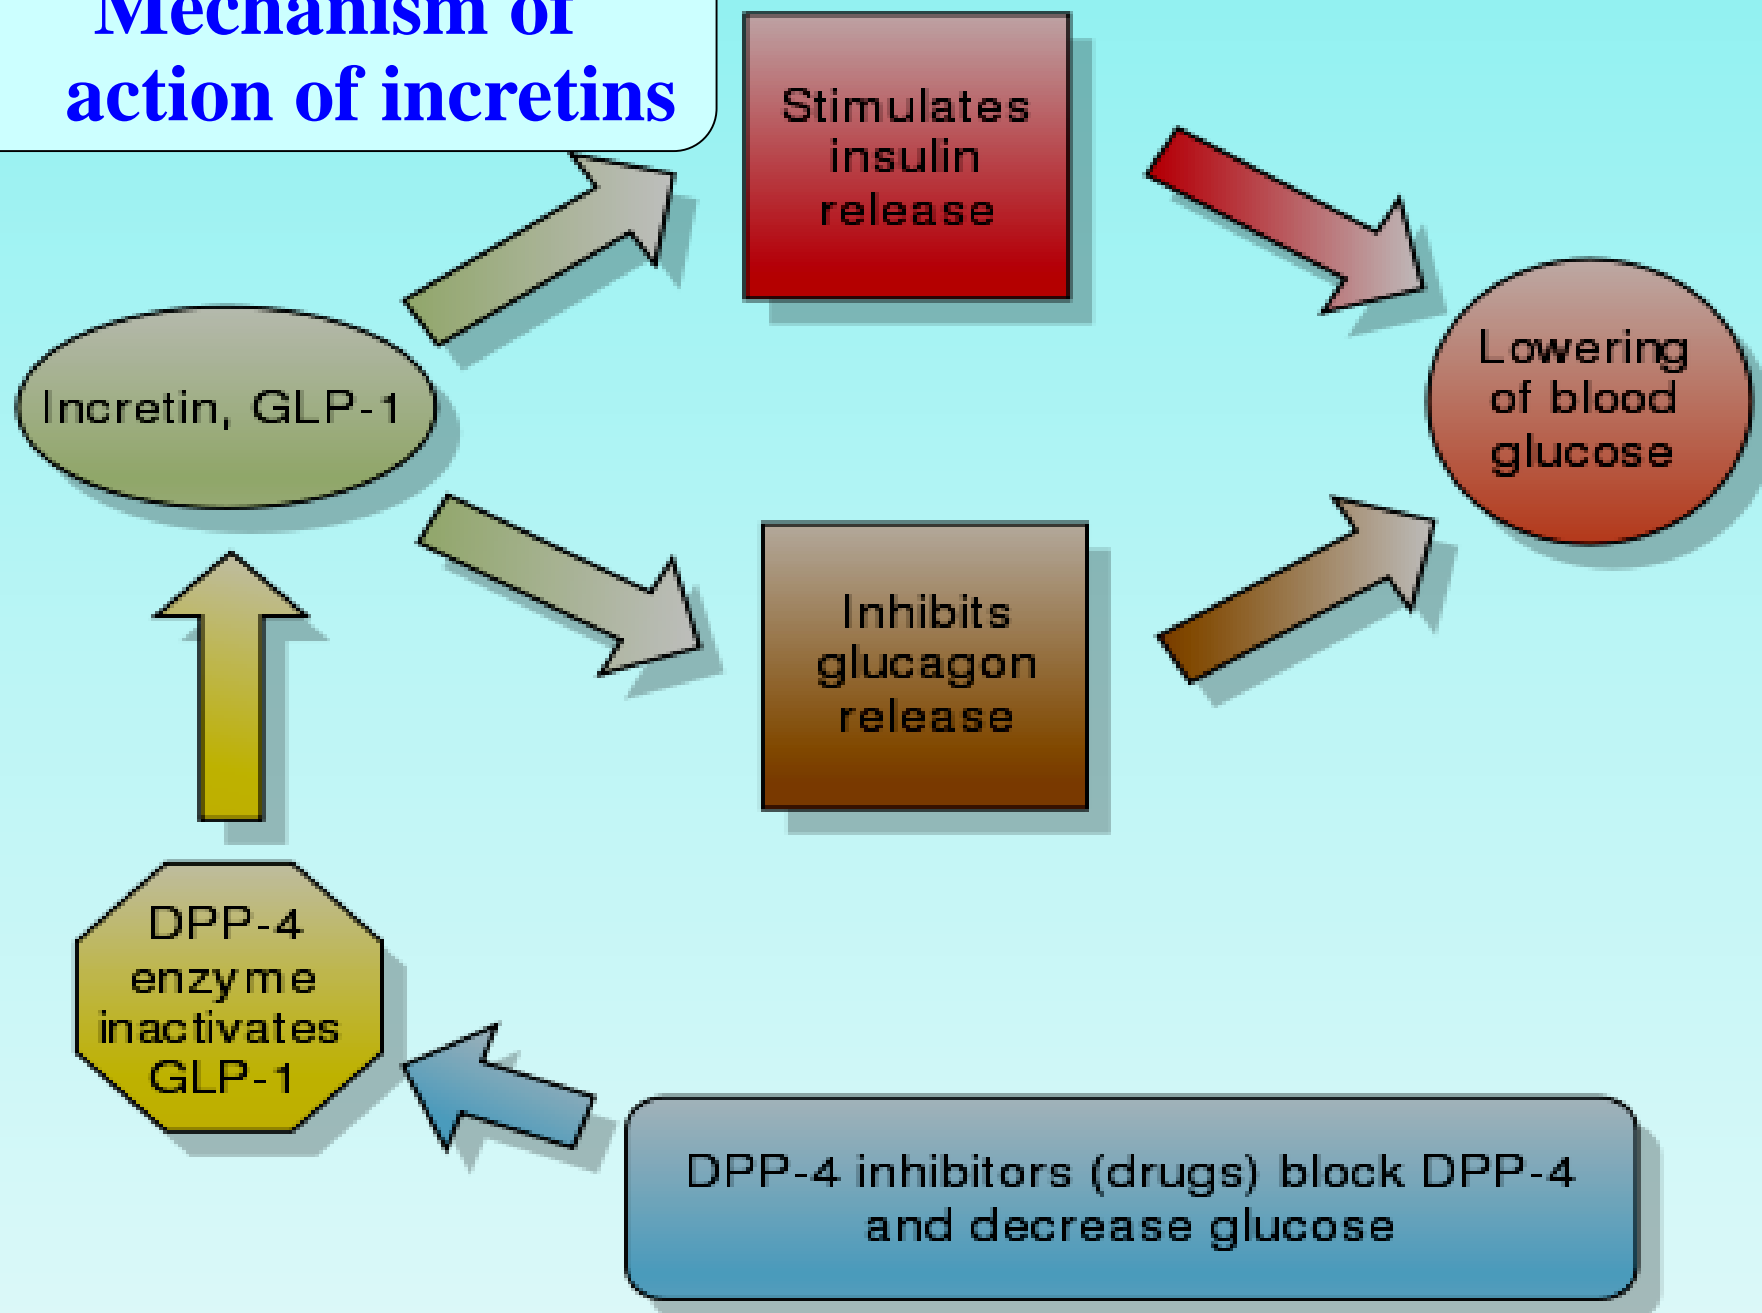 Mechanism of
action of incretins
Stimulates
insulin
release
Incretin, GLP-1
Lowering
of blood
glucose
Inhibits
glucagon
release
DPP-4
enzyme
inactivates
GLP-1
DPP-4 inhibitors (drugs) block DPP-4
and decrease glucose